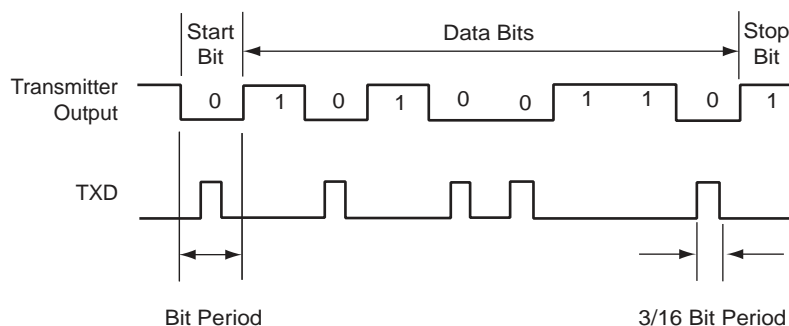 Start Bit
Data Bits
Stop Bit
Transmitter Output
0 1 0 1 0 0 1 1 0 1
TXD
Bit Period
3/16 Bit Period